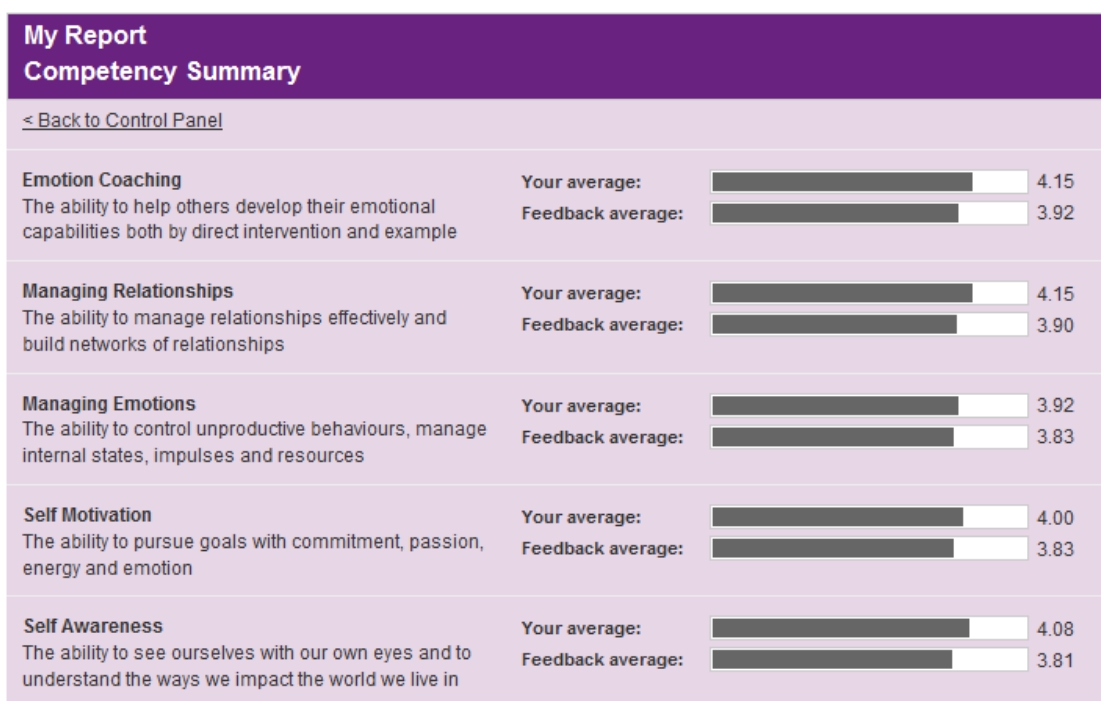 My Report
Competency Summary
< Back to Control Panel
Emotion Coaching
The ability to help others develop their emotional
capabilities both by direct intervention and example
Your average: 4.15
Feedback average: 3.92
Managing Relationships
The ability to manage relationships effectively and
build networks of relationships
Your average: 4.15
Feedback average: 3.90
Managing Emotions
The ability to control unproductive behaviours, manage
internal states, impulses and resources
Your average: 3.92
Feedback average: 3.83
Self Motivation
The ability to pursue goals with commitment, passion,
energy and emotion
Your average: 4.00
Feedback average: 3.83
Self Awareness
The ability to see ourselves with our own eyes and to
understand the ways we impact the world we live in
Your average: 4.08
Feedback average: 3.81